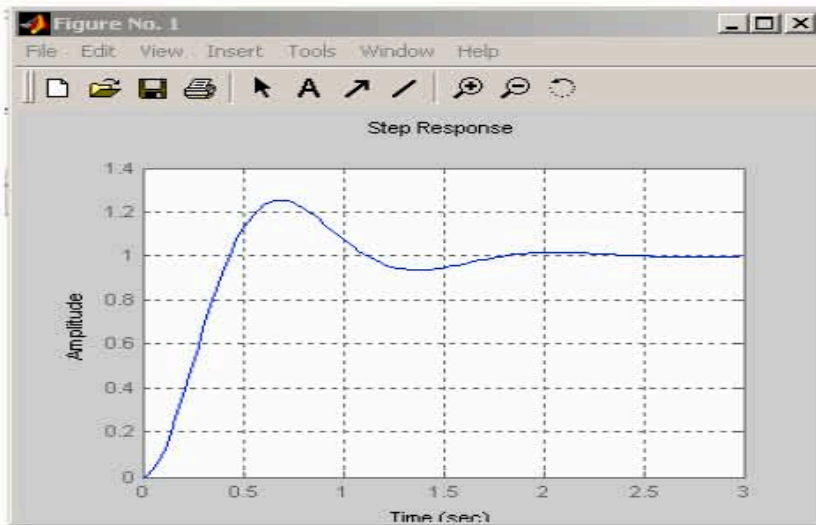 Figure No. 1
File Edit View Insert Tools Window Help
A
Step Response
1.4
1.2
1
0.8
0.6
0.4
0.2
0
Amplitude
0 0.5 1 1.5 2 2.5 3
Time (sec)